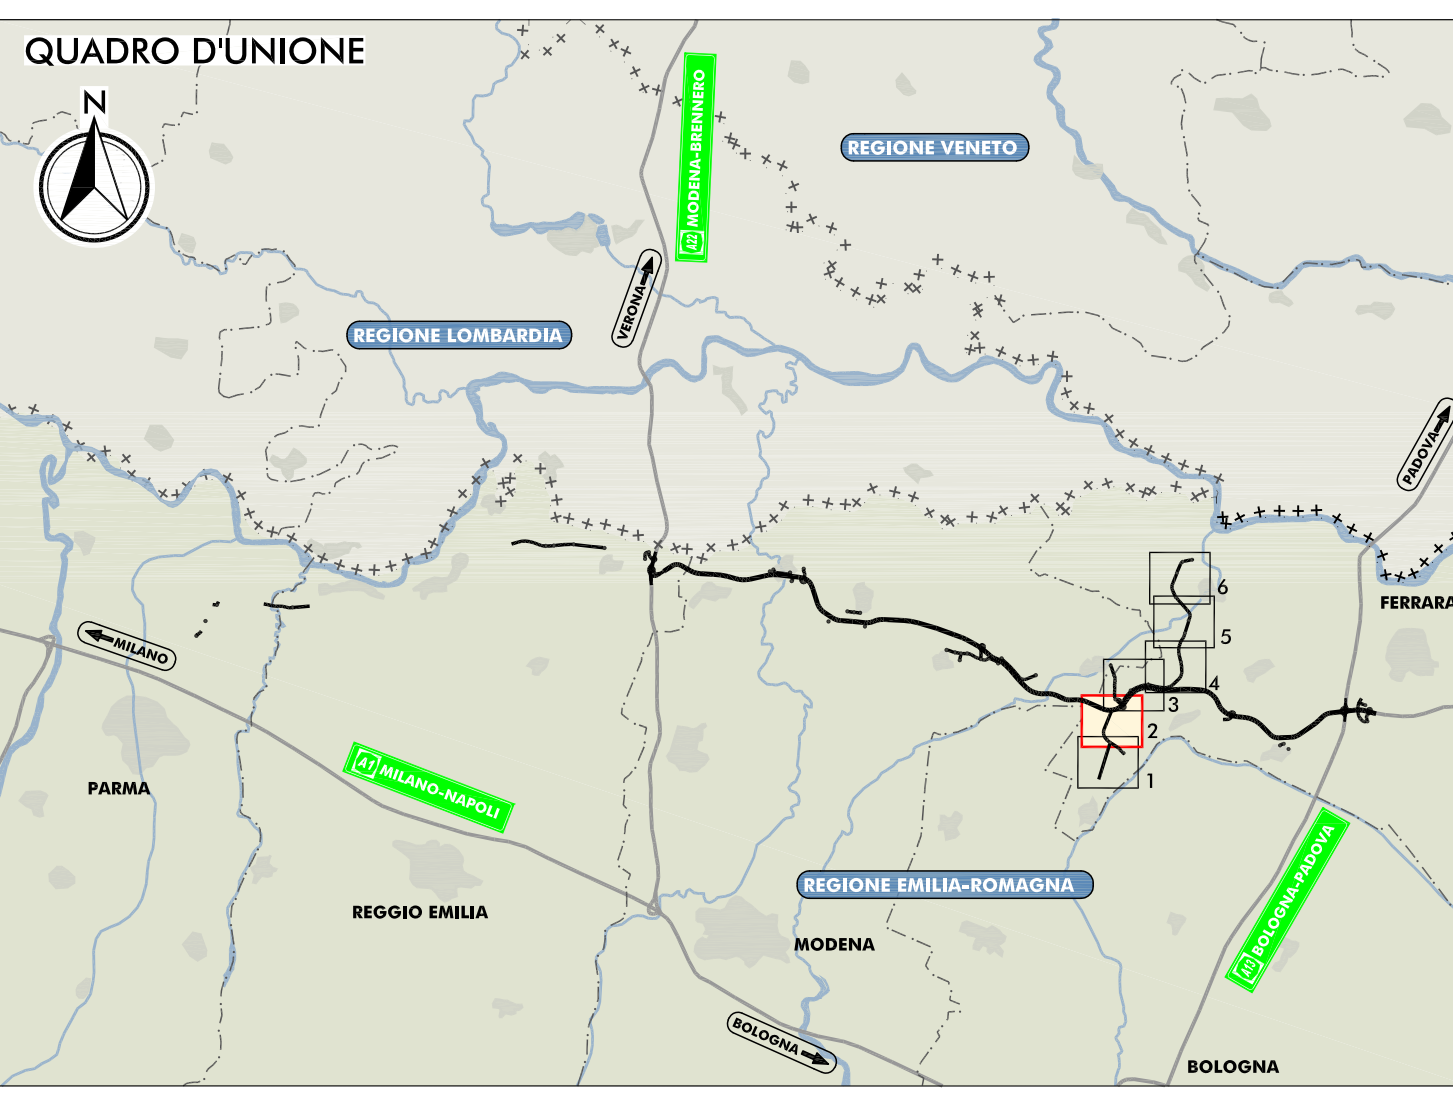 QUADRO D'UNIONE
N
A22 MODENA-BRENNERO
REGIONE VENETO
VERONA
REGIONE LOMBARDIA
PADOVA
6
FERRARA
5
MILANO
4
3
2
1
A1 MILANO-NAPOLI
PARMA
A13 BOLOGNA-PADOVA
REGIONE EMILIA-ROMAGNA
REGGIO EMILIA
MODENA
BOLOGNA
BOLOGNA